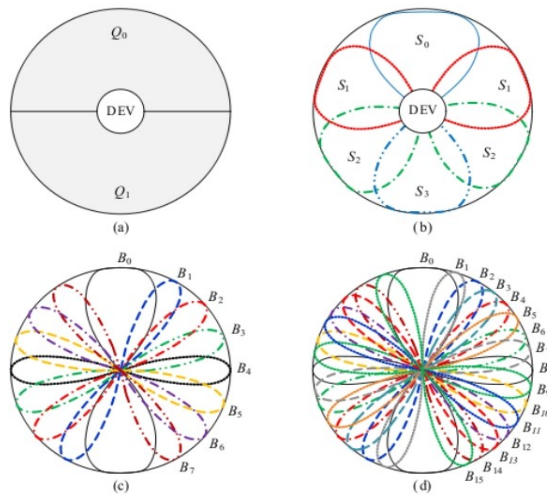 Q₀
DEV
Q₁
(a)
S₀
S₁
S₁
DEV
S₂
S₂
S₃
(b)
B₀
B₁
B₂
B₃
B₄
B₅
B₆
B₇
(c)
B₀
B₁
B₂
B₃
B₄
B₅
B₆
B
B
B
B₁₀
B₁₁
B₁₂
B₁₃
B₁₄
B₁₅
(d)